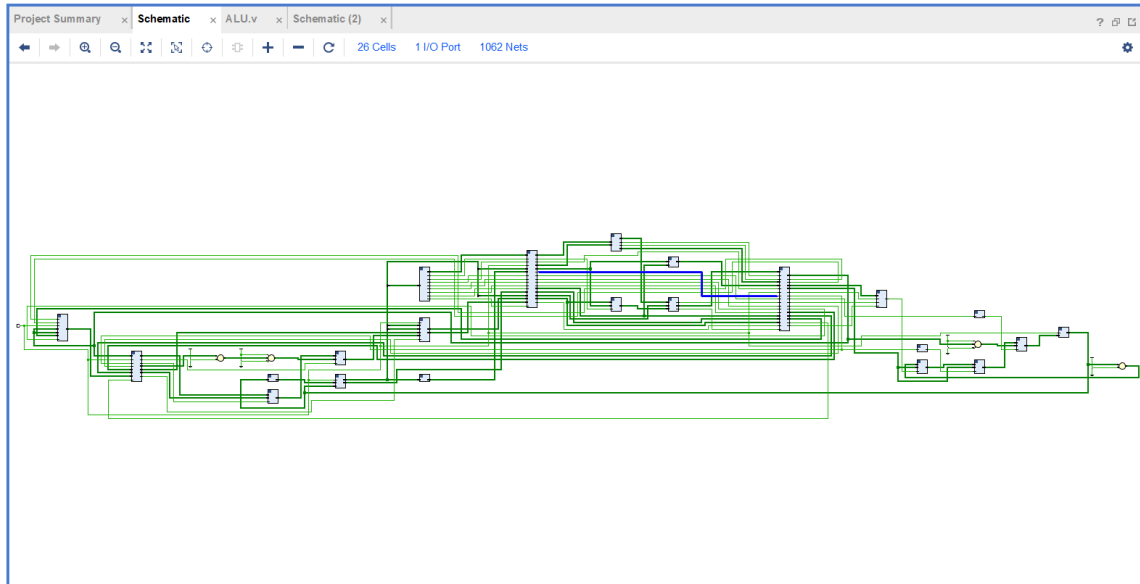 Project Summary × Schematic × ALU.v × Schematic (2) ×
26 Cells 1 I/O Port 1062 Nets